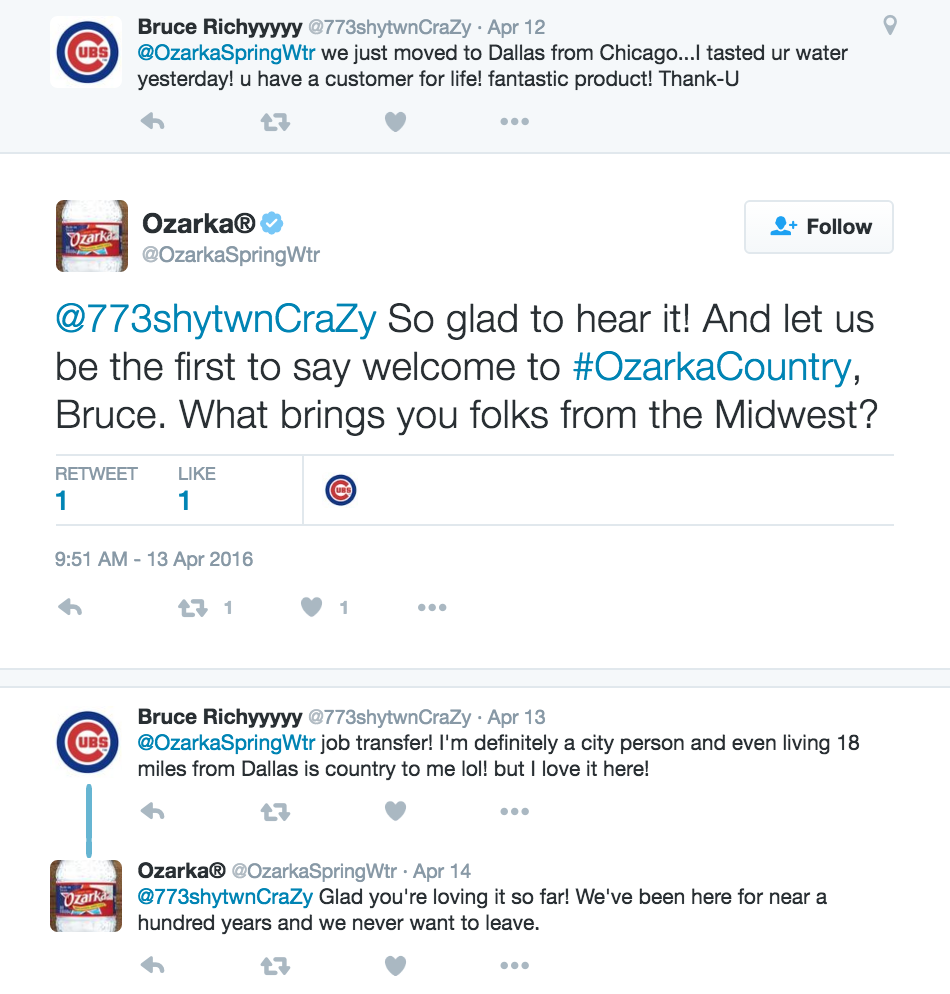 Bruce Richyyyyy @773shytwnCraZy · Apr 12
@OzarkaSpringWtr we just moved to Dallas from Chicago...I tasted ur water
yesterday! u have a customer for life! fantastic product! Thank-U
CUBS
Ozarka® 
@OzarkaSpringWtr
Follow
Ozarka
@773shytwnCraZy So glad to hear it! And let us
be the first to say welcome to #OzarkaCountry,
Bruce. What brings you folks from the Midwest?
RETWEET LIKE
1 1
CUBS
9:51 AM - 13 Apr 2016
1 1
Bruce Richyyyyy @773shytwnCraZy · Apr 13
@OzarkaSpringWtr job transfer! I'm definitely a city person and even living 18
miles from Dallas is country to me lol! but I love it here!
CUBS
Ozarka® @OzarkaSpringWtr · Apr 14
@773shytwnCraZy Glad you're loving it so far! We've been here for near a
hundred years and we never want to leave.
Ozarka